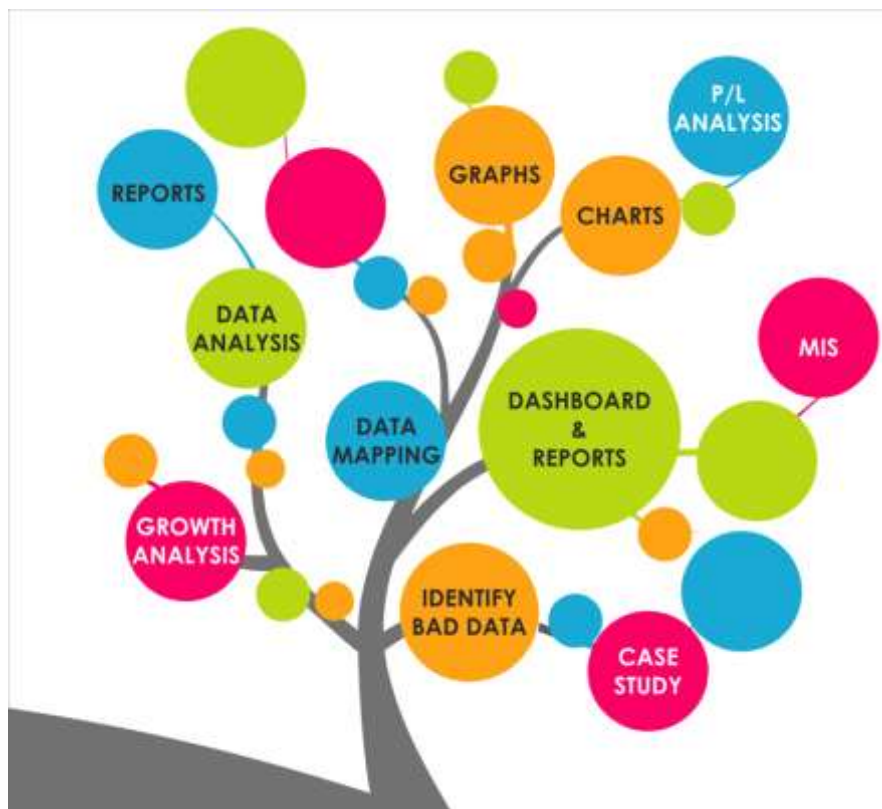 P/L
ANALYSIS
REPORTS
GRAPHS
CHARTS
DATA
ANALYSIS
MIS
DASHBOARD
&
REPORTS
DATA
MAPPING
GROWTH
ANALYSIS
IDENTIFY
BAD DATA
CASE
STUDY